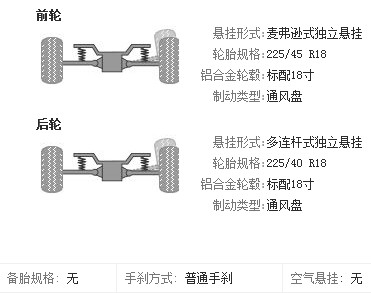 前轮
悬挂形式:麦弗逊式独立悬挂
轮胎规格:225/45 R18
铝合金轮毂:标配18寸
制动类型:通风盘
后轮
悬挂形式:多连杆式独立悬挂
轮胎规格:225/40 R18
铝合金轮毂:标配18寸
制动类型:通风盘
备胎规格: 无 手刹方式: 普通手刹 空气悬挂: 无